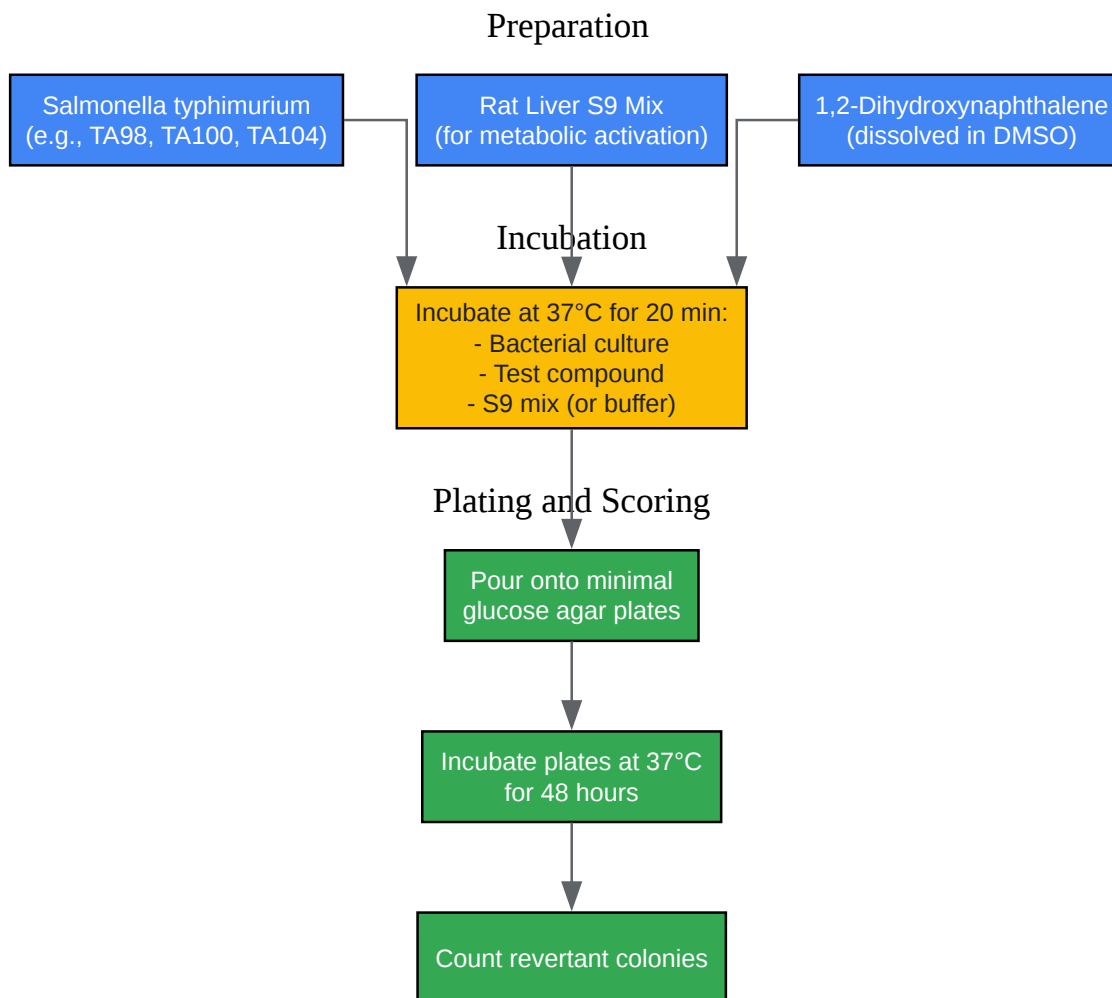 Preparation
Salmonella typhimurium
(e.g., TA98, TA100, TA104)
Rat Liver S9 Mix
(for metabolic activation)
1,2-Dihydroxynaphthalene
(dissolved in DMSO)
Incubation
Incubate at 37°C for 20 min:
- Bacterial culture
- Test compound
- S9 mix (or buffer)
Plating and Scoring
Pour onto minimal
glucose agar plates
Incubate plates at 37°C
for 48 hours
Count revertant colonies